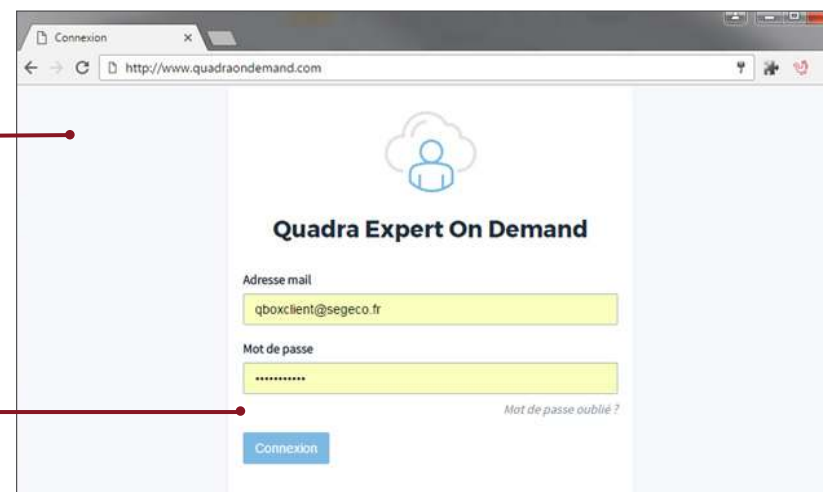 Connexion
http://www.quadraondemand.com
Quadra Expert On Demand
Adresse mail
qboxclient@segeco.fr
Mot de passe
•••••••••••
Mot de passe oublié ?
Connexion